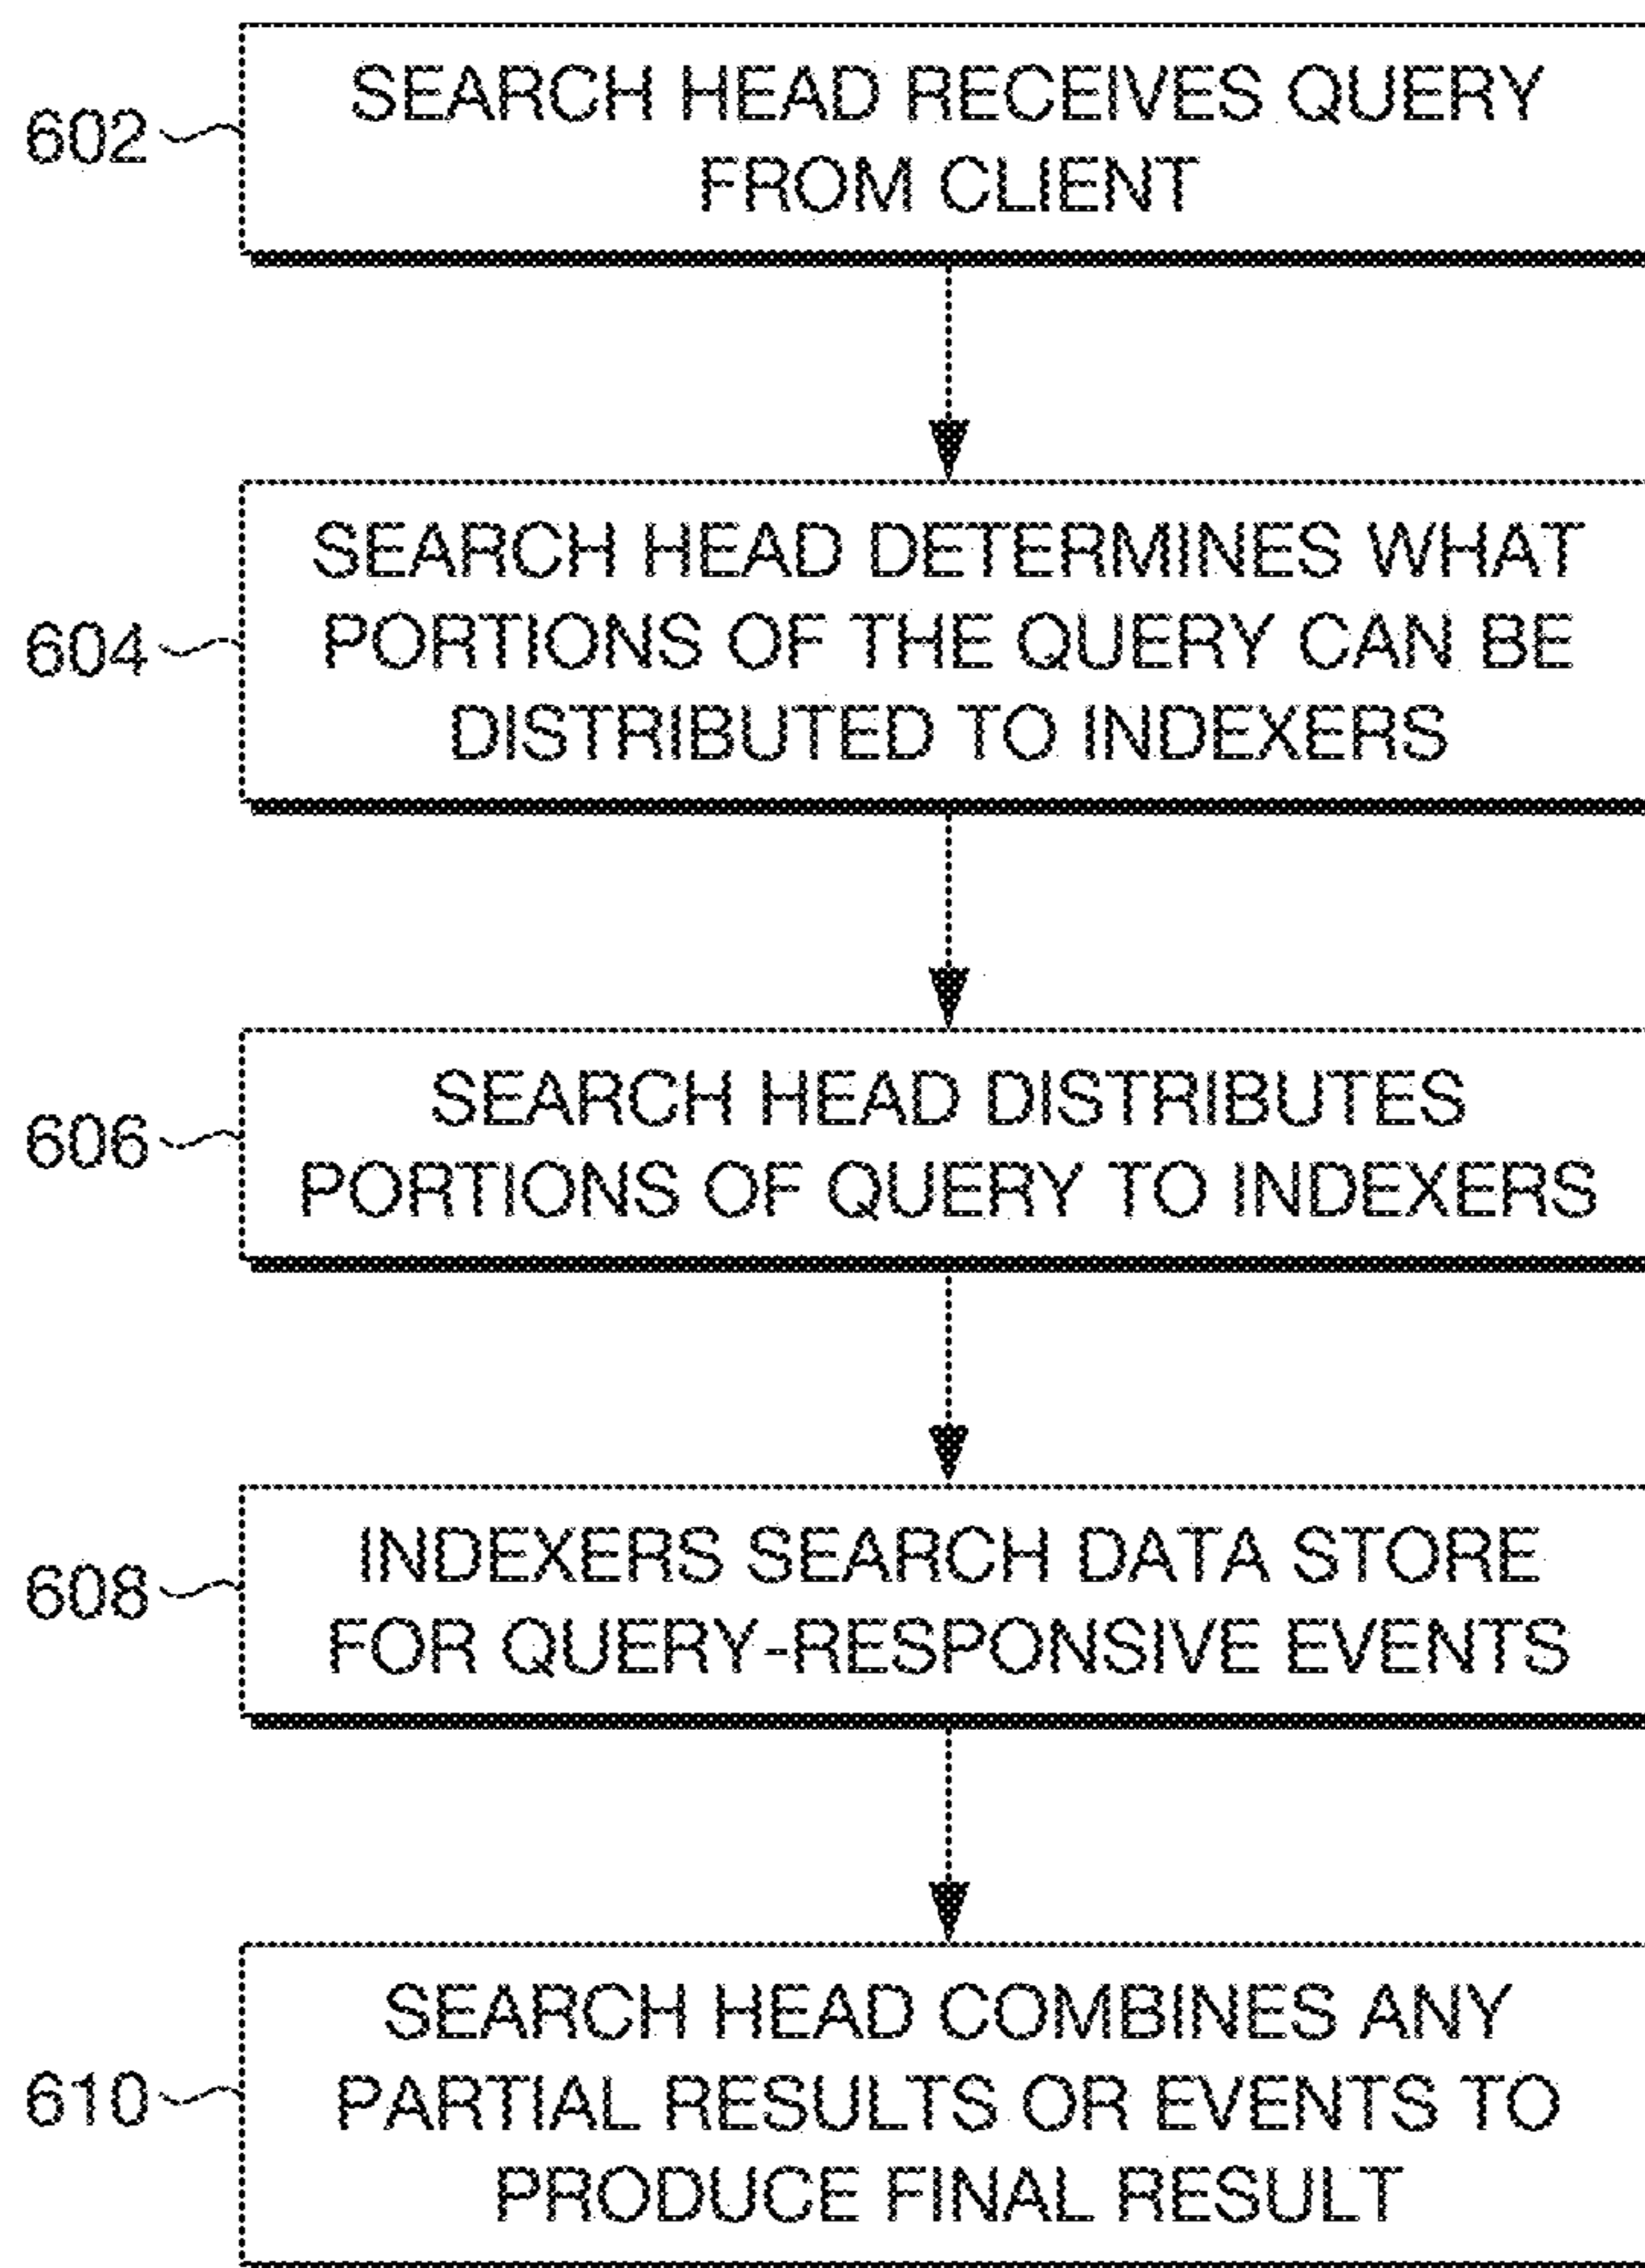 602
SEARCH HEAD RECEIVES QUERY
FROM CLIENT
604
SEARCH HEAD DETERMINES WHAT
PORTIONS OF THE QUERY CAN BE
DISTRIBUTED TO INDEXERS
606
SEARCH HEAD DISTRIBUTES
PORTIONS OF QUERY TO INDEXERS
608
INDEXERS SEARCH DATA STORE
FOR QUERY-RESPONSIVE EVENTS
610
SEARCH HEAD COMBINES ANY
PARTIAL RESULTS OR EVENTS TO
PRODUCE FINAL RESULT